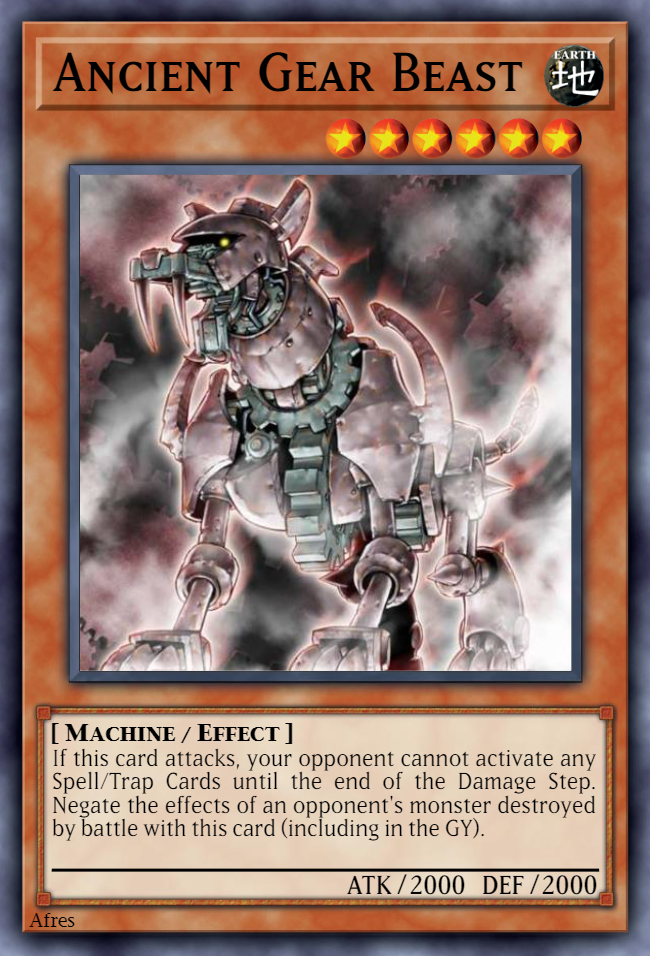 Ancient Gear Beast
EARTH
地
[ Machine / Effect ]
If this card attacks, your opponent cannot activate any
Spell/Trap Cards until the end of the Damage Step.
Negate the effects of an opponent's monster destroyed
by battle with this card (including in the GY).
ATK / 2000 DEF / 2000
Afres